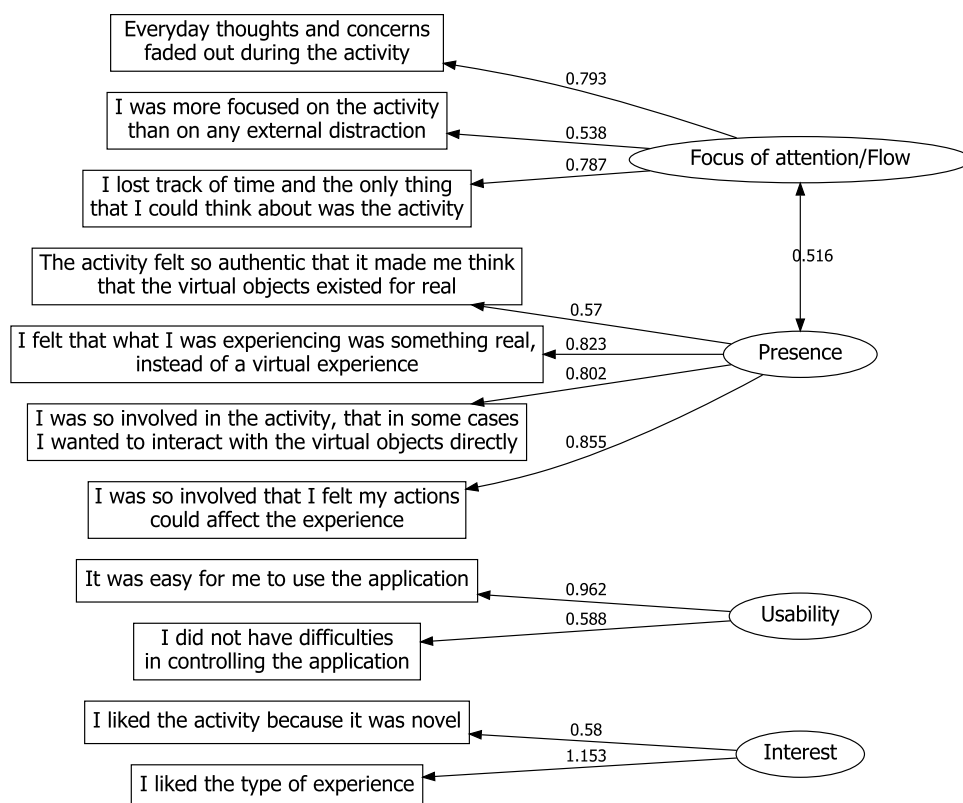 Everyday thoughts and concerns
faded out during the activity
0.793
I was more focused on the activity
than on any external distraction
0.538
Focus of attention/Flow
0.787
I lost track of time and the only thing
that I could think about was the activity
0.516
The activity felt so authentic that it made me think
that the virtual objects existed for real
0.57
I felt that what I was experiencing was something real,
instead of a virtual experience
0.823
Presence
0.802
I was so involved in the activity, that in some cases
I wanted to interact with the virtual objects directly
0.855
I was so involved that I felt my actions
could affect the experience
It was easy for me to use the application
0.962
Usability
0.588
I did not have difficulties
in controlling the application
I liked the activity because it was novel
0.58
Interest
1.153
I liked the type of experience